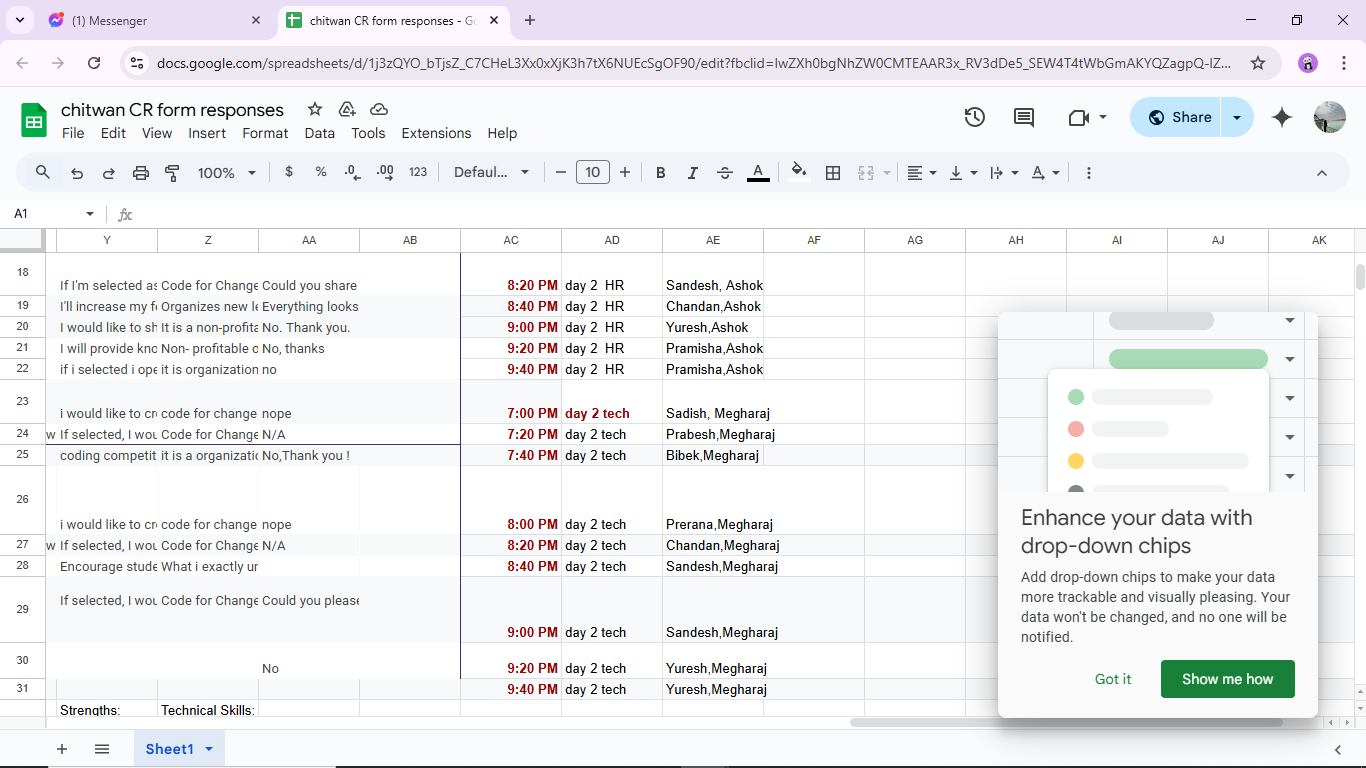 (1) Messenger
chitwan CR form responses - Go
docs.google.com/spreadsheets/d/1j3zQYO_bTjsZ_C7CHeL3Xx0xXjK3h7tX6NUEcSgOF90/edit?fbclid=IwZXh0bgNhZW0CMTEAAR3x_RV3dDe5_SEW4T4tWbGmAKYQZagpQ-IZ...
chitwan CR form responses
File Edit View Insert Format Data Tools Extensions Help
Share
100% $ % .0 .00 123 Defaul... 10 B I A
A1 fx
Y Z AA AB AC AD AE AF AG AH AI AJ AK
18 If I'm selected as Code for Change Could you share 8:20 PM day 2 HR Sandesh, Ashok
19 I'll increase my fo Organizes new le Everything looks 8:40 PM day 2 HR Chandan,Ashok
20 I would like to sh It is a non-profita No. Thank you. 9:00 PM day 2 HR Yuresh,Ashok
21 I will provide kno Non- profitable o No, thanks 9:20 PM day 2 HR Pramisha,Ashok
22 if i selected i ope it is organization no 9:40 PM day 2 HR Pramisha,Ashok
23 i would like to cre code for change nope 7:00 PM day 2 tech Sadish, Megharaj
24 w If selected, I wou Code for Change N/A 7:20 PM day 2 tech Prabesh,Megharaj
25 coding competit it is a organizatio No,Thank you ! 7:40 PM day 2 tech Bibek,Megharaj
26 i would like to cre code for change nope 8:00 PM day 2 tech Prerana,Megharaj
27 w If selected, I wou Code for Change N/A 8:20 PM day 2 tech Chandan,Megharaj
28 Encourage stude What i exactly ur 8:40 PM day 2 tech Sandesh,Megharaj
29 If selected, I wou Code for Change Could you please 9:00 PM day 2 tech Sandesh,Megharaj
30 No 9:20 PM day 2 tech Yuresh,Megharaj
31 9:40 PM day 2 tech Yuresh,Megharaj
Strengths: Technical Skills:
Enhance your data with
drop-down chips
Add drop-down chips to make your data
more trackable and visually pleasing. Your
data won't be changed, and no one will be
notified.
Got it Show me how
Sheet1